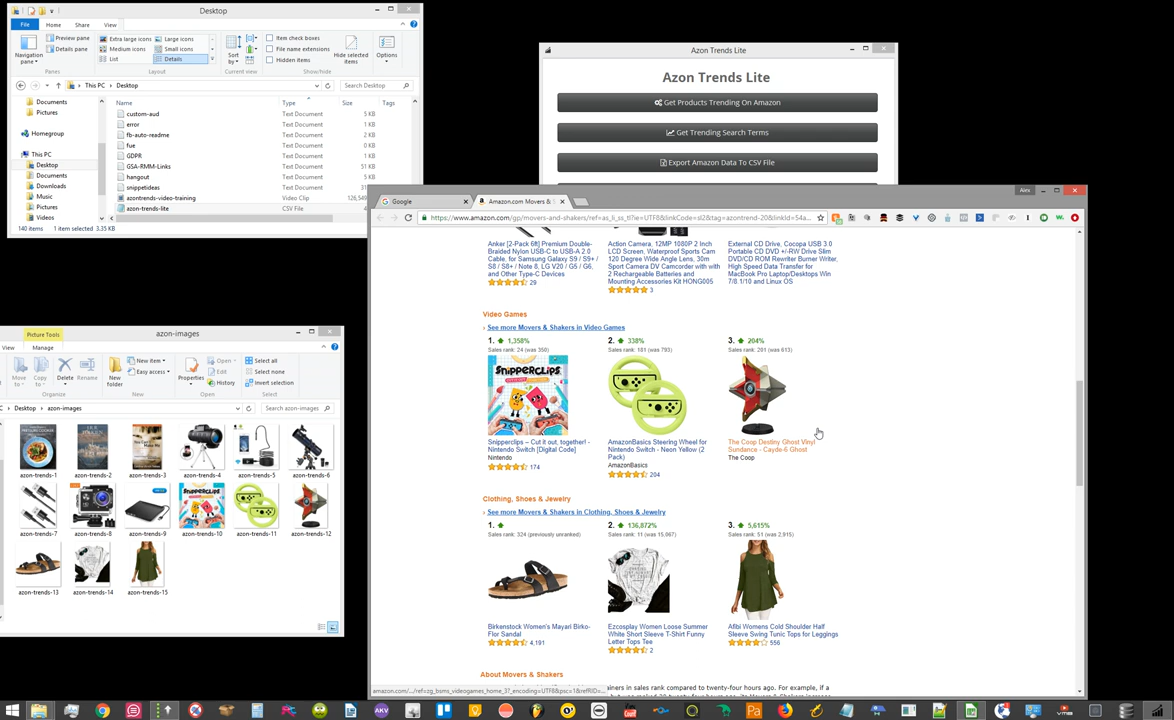 Desktop
File
Home
Share
View
Navigation pane
Preview pane
Details pane
Panes
Extra large icons
Large icons
Medium icons
Small icons
List
Details
Layout
Sort by
Current view
Item check boxes
File name extensions
Hidden items
Hide selected items
Show/hide
Options
This PC
Desktop
Search Desktop
Documents
Pictures
Homegroup
This PC
Desktop
Documents
Downloads
Music
Pictures
Videos
Name
Type
Size
Tags
custom-aud Text Document 5 KB
error Text Document 1 KB
fb-auto-readme Text Document 2 KB
fue Text Document 0 KB
GDPR Text Document 1 KB
GSA-RMM-Links Text Document 51 KB
hangout Text Document 1 KB
snippetideas Text Document 1 KB
azontrends-video-training Video Clip
azon-trends-lite CSV File 4 KB
140 items
1 item selected 3.35 KB
Azon Trends Lite
Azon Trends Lite
Get Products Trending On Amazon
Get Trending Search Terms
Export Amazon Data To CSV File
Alex
Google
Amazon.com Movers & S
Anker [2-Pack 6ft] Premium Double-
Braided Nylon USB-C to USB-A 2.0
Cable, for Samsung Galaxy S9 / S9+ /
S8 / S8+ / Note 8, LG V20 / G5 / G6,
and Other Type-C Devices
29
Action Camera, 12MP 1080P 2 Inch
LCD Screen, Waterproof Sports Cam
120 Degree Wide Angle Lens, 30m
Sport Camera DV Camcorder with with
2 Rechargeable Batteries and
Mounting Accessories Kit HONG005
3
External CD Drive, Cocopa USB 3.0
Portable CD DVD +/-RW Drive Slim
DVD/CD ROM Rewriter Burner Writer,
High Speed Data Transfer for
MacBook Pro Laptop/Desktops Win
7/8.1/10 and Linux OS
Video Games
› See more Movers & Shakers in Video Games
1. 1,358%
Sales rank: 24 (was 350)
SNIPPERCLIPS
Snipperclips – Cut it out, together! -
Nintendo Switch [Digital Code]
Nintendo
174
2. 338%
Sales rank: 181 (was 793)
AmazonBasics Steering Wheel for
Nintendo Switch - Neon Yellow (2
Pack)
AmazonBasics
204
3. 204%
Sales rank: 201 (was 613)
The Coop Destiny Ghost Vinyl
Sundance - Cayde-6 Ghost
The Coop
Clothing, Shoes & Jewelry
› See more Movers & Shakers in Clothing, Shoes & Jewelry
1.
Sales rank: 324 (previously unranked)
Birkenstock Women's Mayari Birko-
Flor Sandal
4,191
2. 136,872%
Sales rank: 11 (was 15,067)
Ezcosplay Women Loose Summer
White Short Sleeve T-Shirt Funny
Letter Tops Tee
2
3. 5,615%
Sales rank: 51 (was 2,915)
Afibi Womens Cold Shoulder Half
Sleeve Swing Tunic Tops for Leggings
556
About Movers & Shakers
Picture Tools
azon-images
View
Manage
Move to
Copy to
Delete
Rename
Organize
New folder
New item
Easy access
New
Properties
Open
Edit
History
Open
Select all
Select none
Invert selection
Select
Desktop
azon-images
Search azon-images
azon-trends-1
azon-trends-2
azon-trends-3
azon-trends-4
azon-trends-5
azon-trends-6
azon-trends-7
azon-trends-8
azon-trends-9
azon-trends-10
azon-trends-11
azon-trends-12
azon-trends-13
azon-trends-14
azon-trends-15